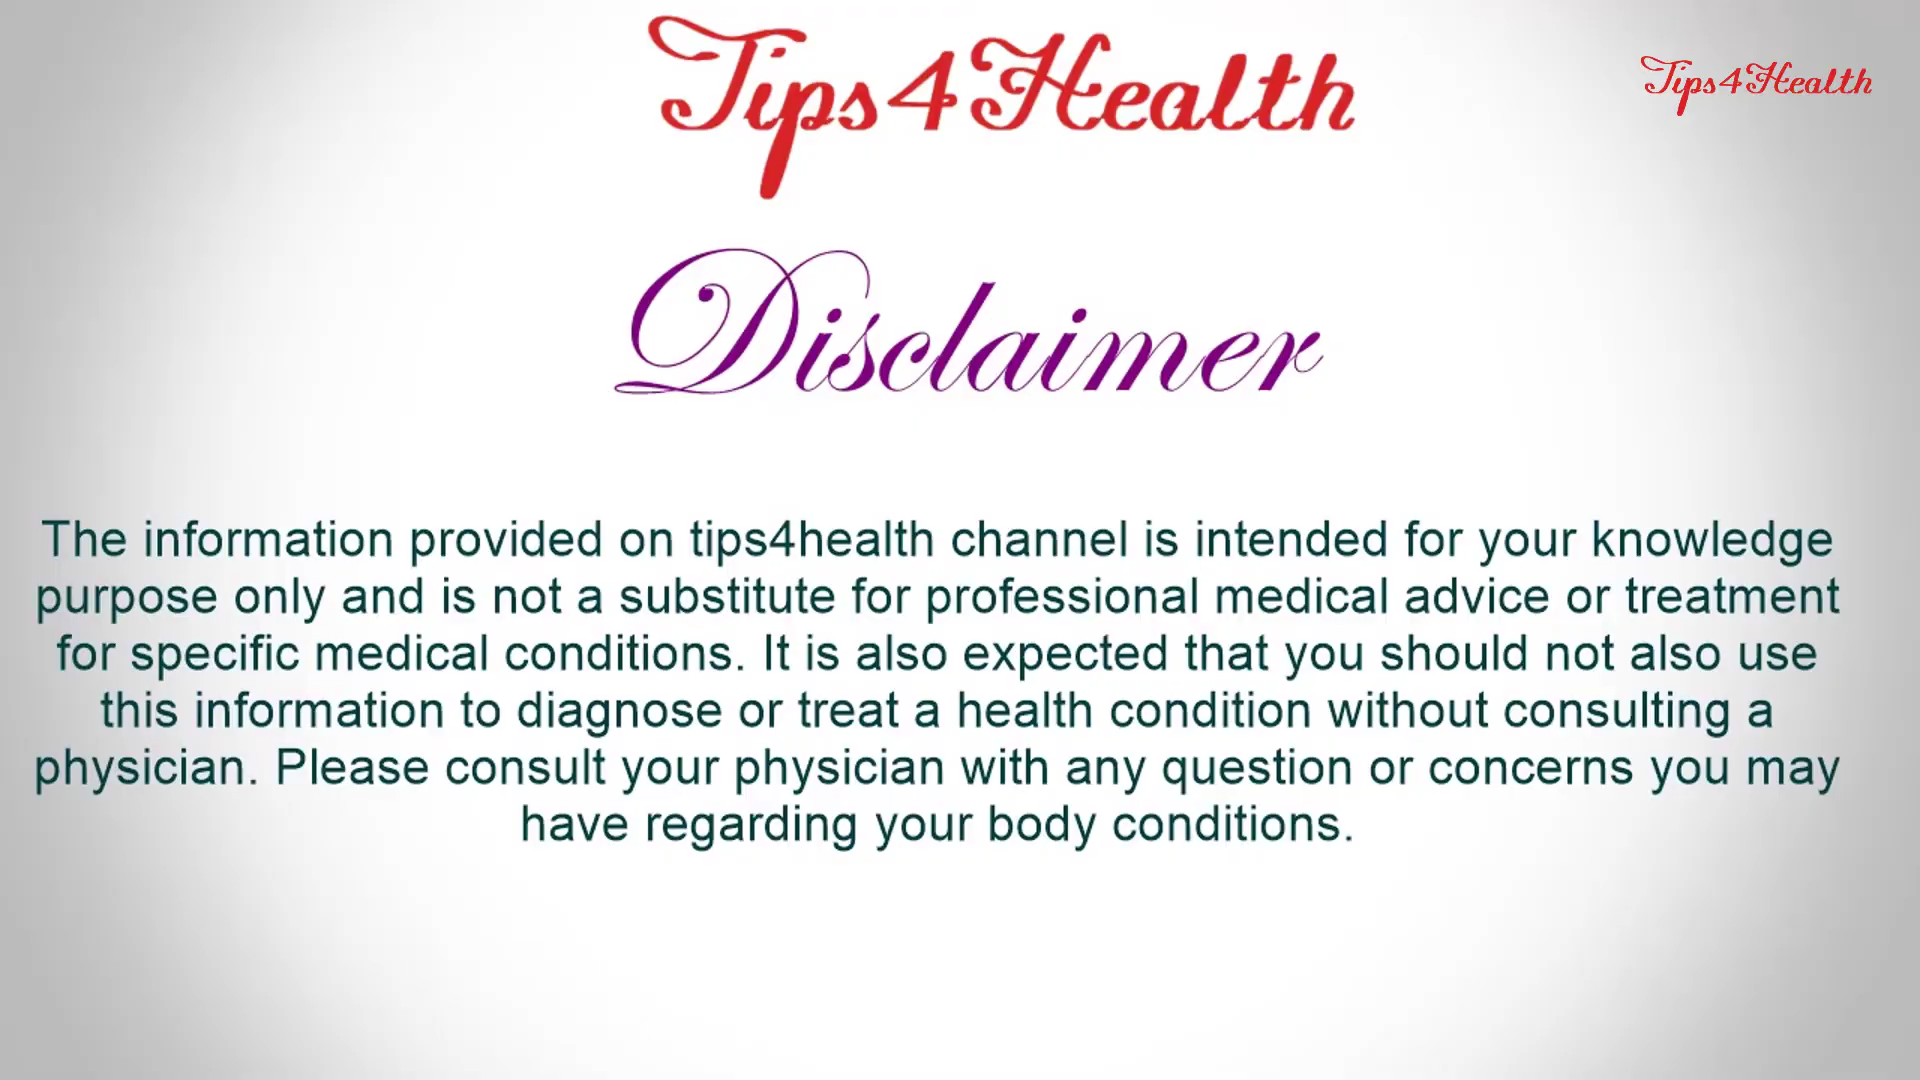 Tips4Health
Tips4Health
Disclaimer
The information provided on tips4health channel is intended for your knowledge
purpose only and is not a substitute for professional medical advice or treatment
for specific medical conditions. It is also expected that you should not also use
this information to diagnose or treat a health condition without consulting a
physician. Please consult your physician with any question or concerns you may
have regarding your body conditions.